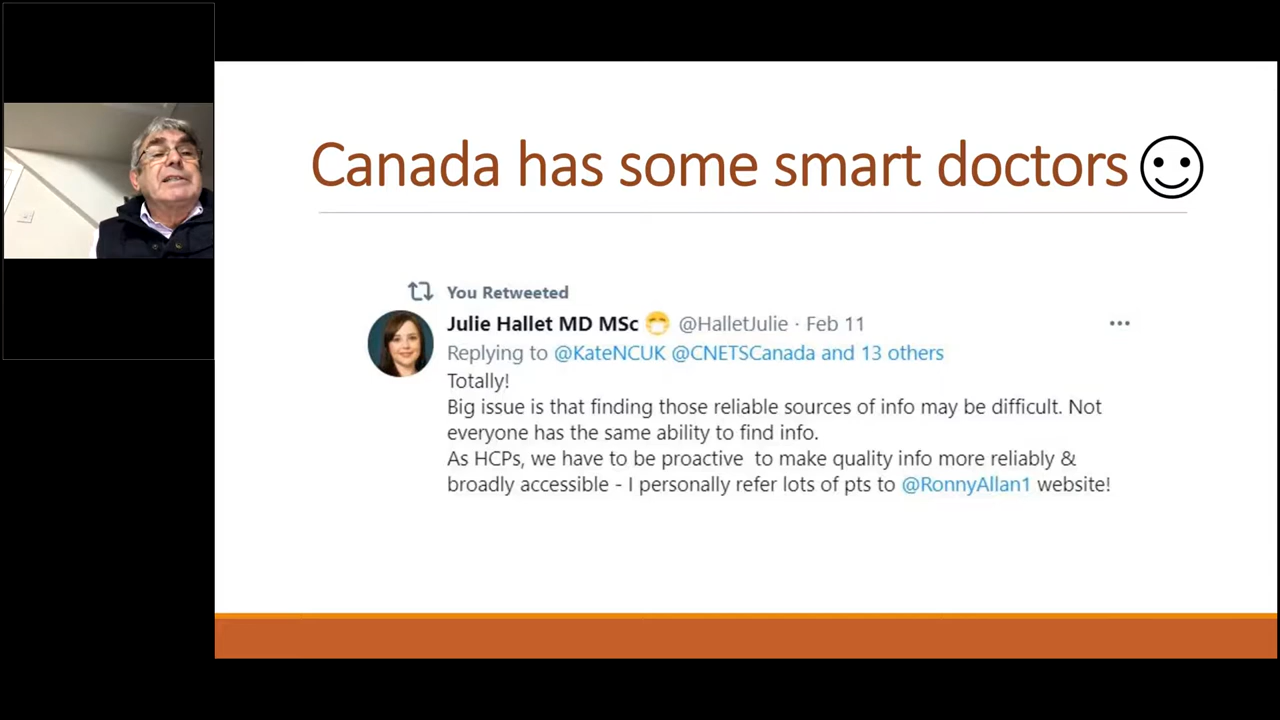 Canada has some smart doctors
You Retweeted
Julie Hallet MD MSc 😷 @HalletJulie · Feb 11
Replying to @KateNCUK @CNETSCanada and 13 others
Totally!
Big issue is that finding those reliable sources of info may be difficult. Not
everyone has the same ability to find info.
As HCPs, we have to be proactive to make quality info more reliably &
broadly accessible - I personally refer lots of pts to @RonnyAllan1 website!